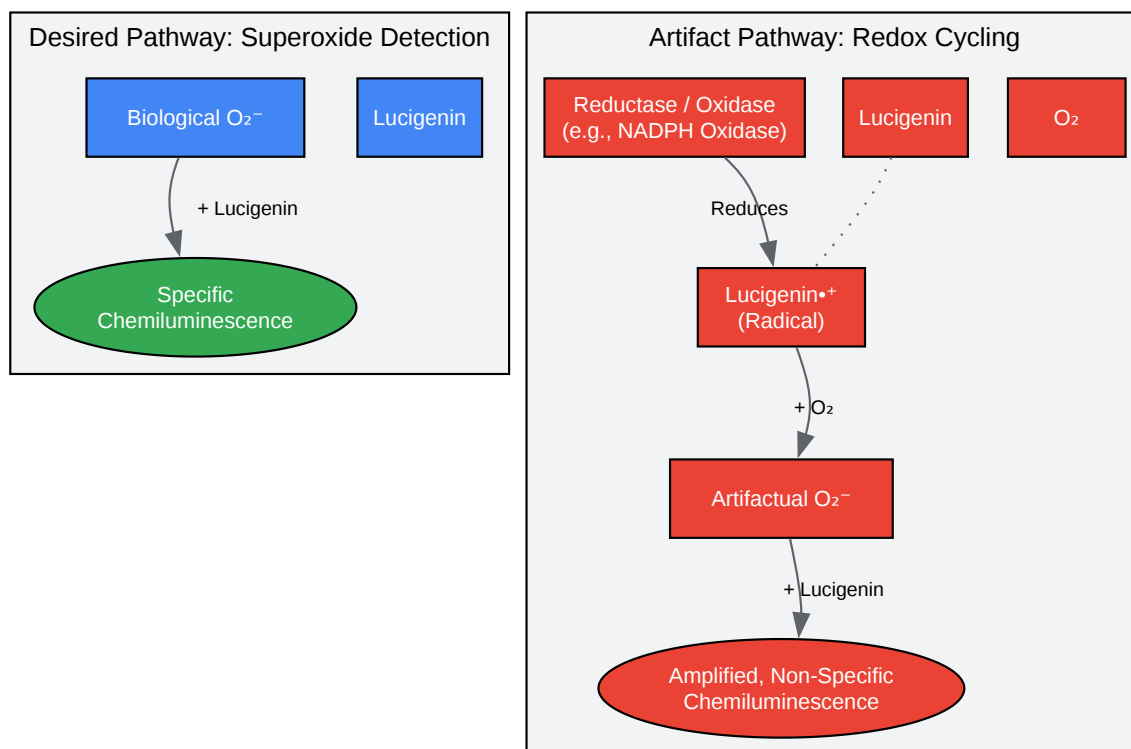 Desired Pathway: Superoxide Detection
Biological O₂⁻
Lucigenin
+ Lucigenin
Specific
Chemiluminescence
Artifact Pathway: Redox Cycling
Reductase / Oxidase
(e.g., NADPH Oxidase)
Lucigenin
O₂
Reduces
Lucigenin•⁺
(Radical)
+ O₂
Artifactual O₂⁻
+ Lucigenin
Amplified, Non-Specific
Chemiluminescence